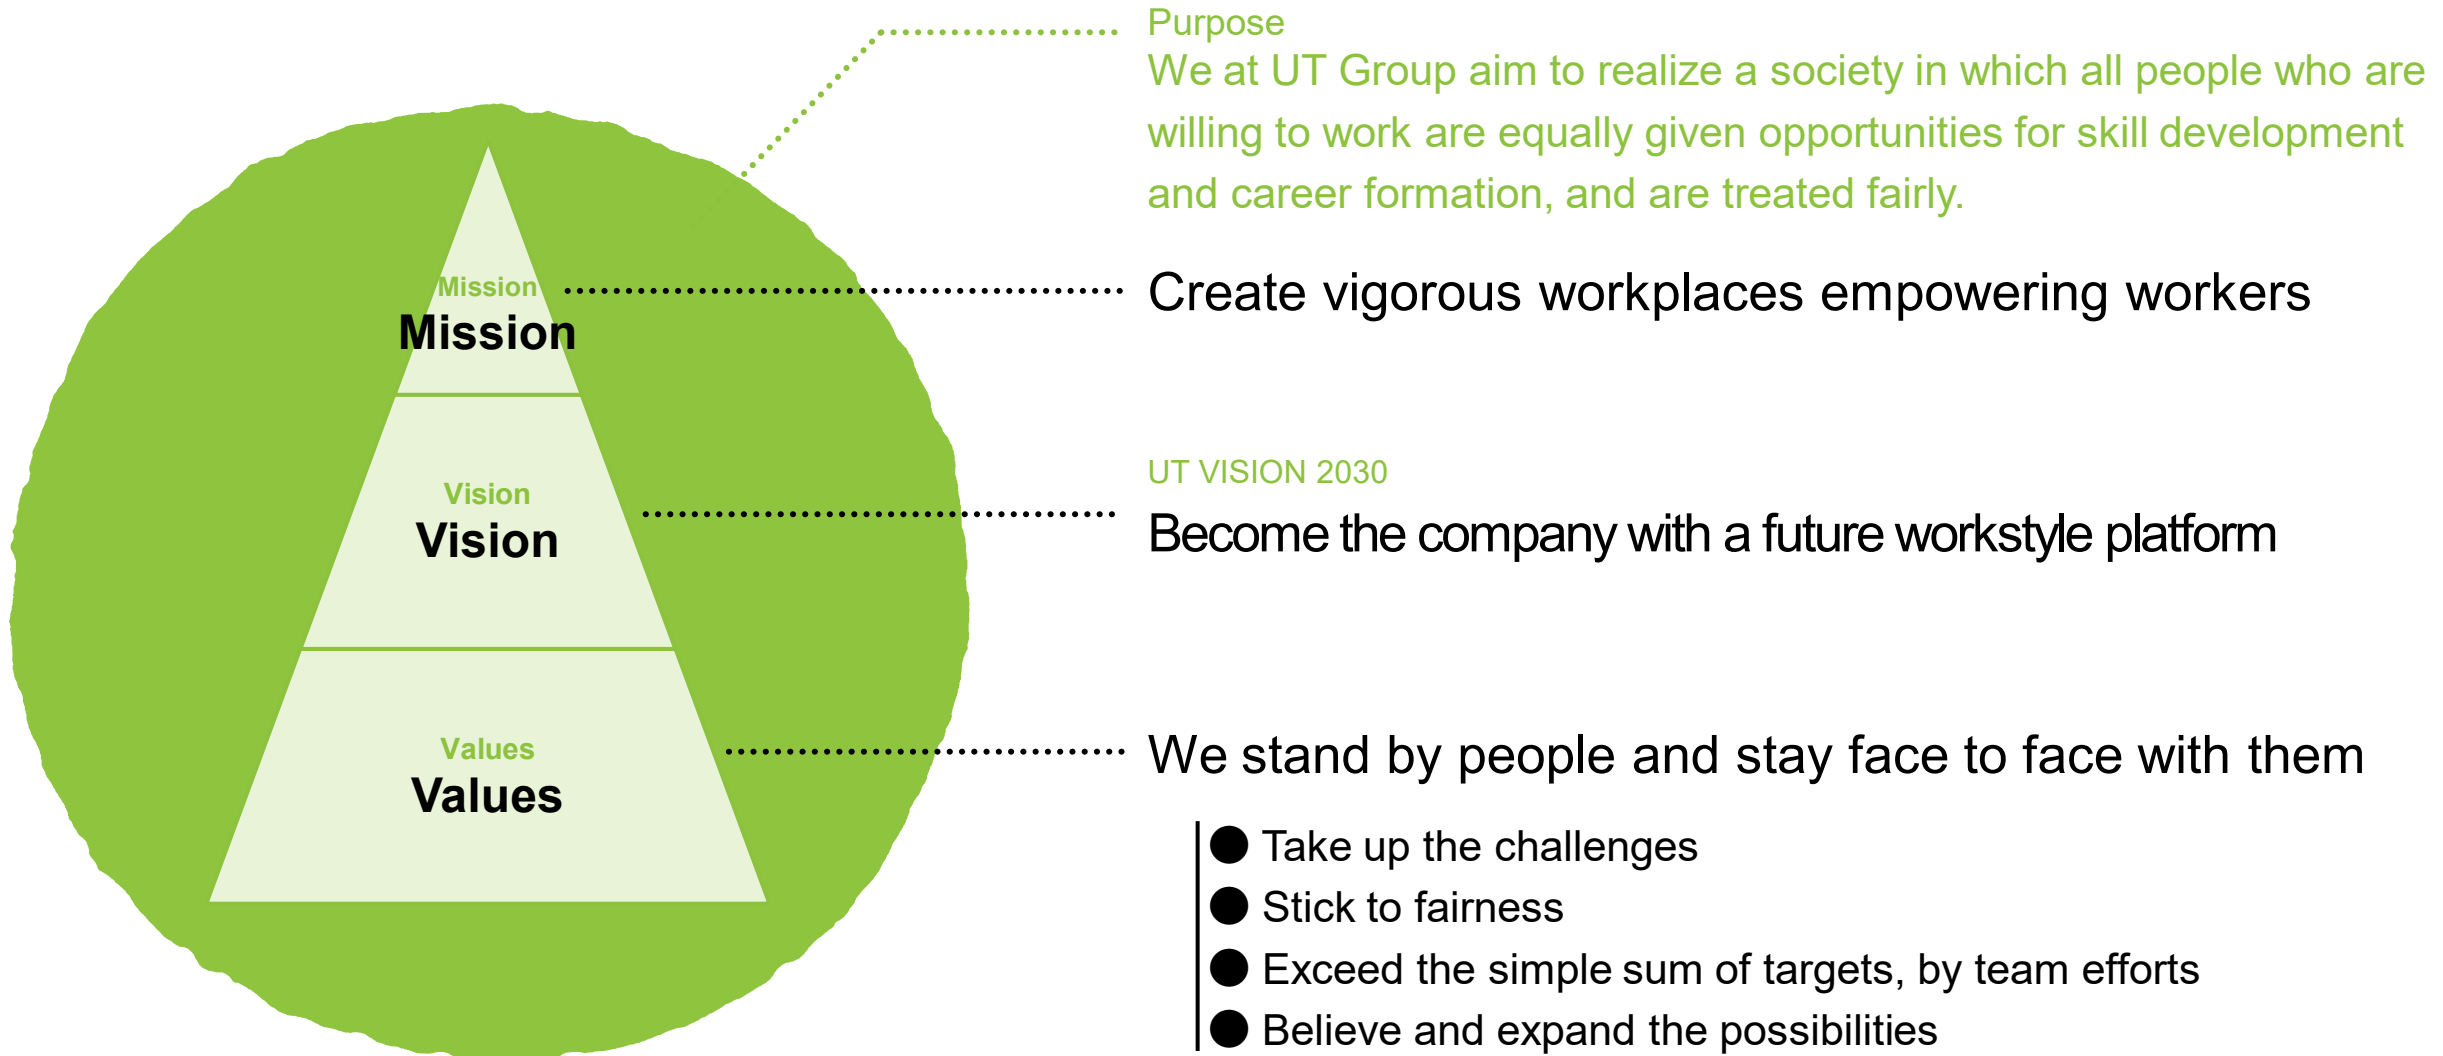 Purpose
We at UT Group aim to realize a society in which all people who are
willing to work are equally given opportunities for skill development
and career formation, and are treated fairly.
Mission
Mission
Create vigorous workplaces empowering workers
Vision
Vision
UT VISION 2030
Become the company with a future workstyle platform
Values
Values
We stand by people and stay face to face with them
● Take up the challenges
● Stick to fairness
● Exceed the simple sum of targets, by team efforts
● Believe and expand the possibilities